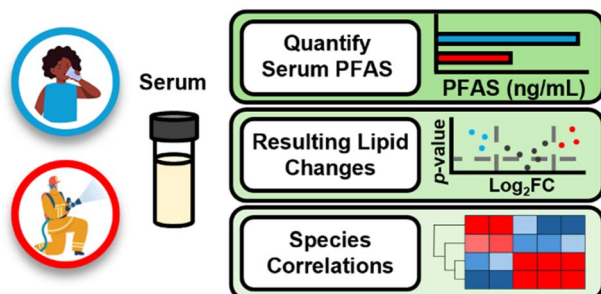 Serum
Quantify
Serum PFAS
PFAS (ng/mL)
Resulting Lipid
Changes
p-value
Log₂FC
Species
Correlations